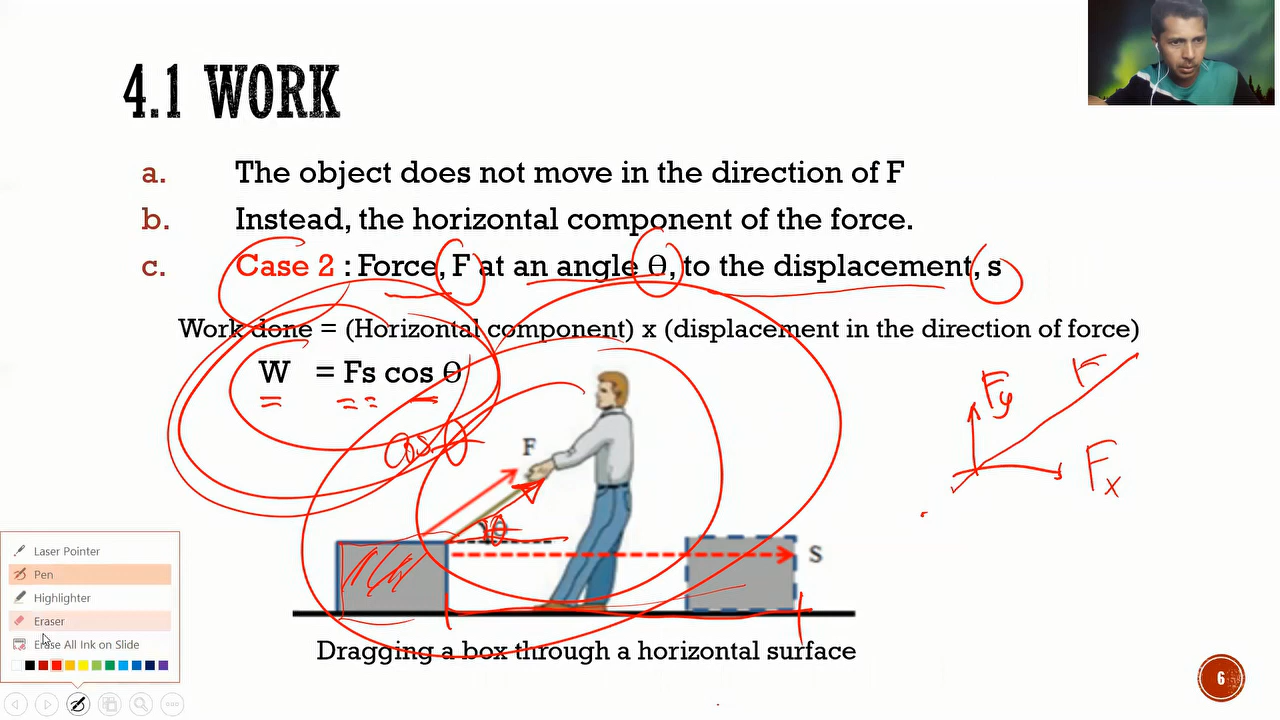 4.1 WORK
a. The object does not move in the direction of F
b. Instead, the horizontal component of the force.
c. Case 2 : Force, F at an angle Θ, to the displacement, s
Work done = (Horizontal component) x (displacement in the direction of force)
W = Fs cos Θ
Fy
F
Fx
cos θ
F
θ
S
Dragging a box through a horizontal surface
Laser Pointer
Pen
Highlighter
Eraser
Erase All Ink on Slide
6